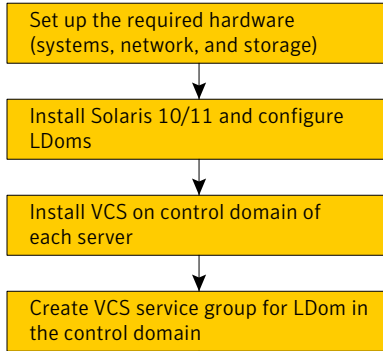 Set up the required hardware
(systems, network, and storage)
Install Solaris 10/11 and configure
LDoms
Install VCS on control domain of
each server
Create VCS service group for LDom in
the control domain